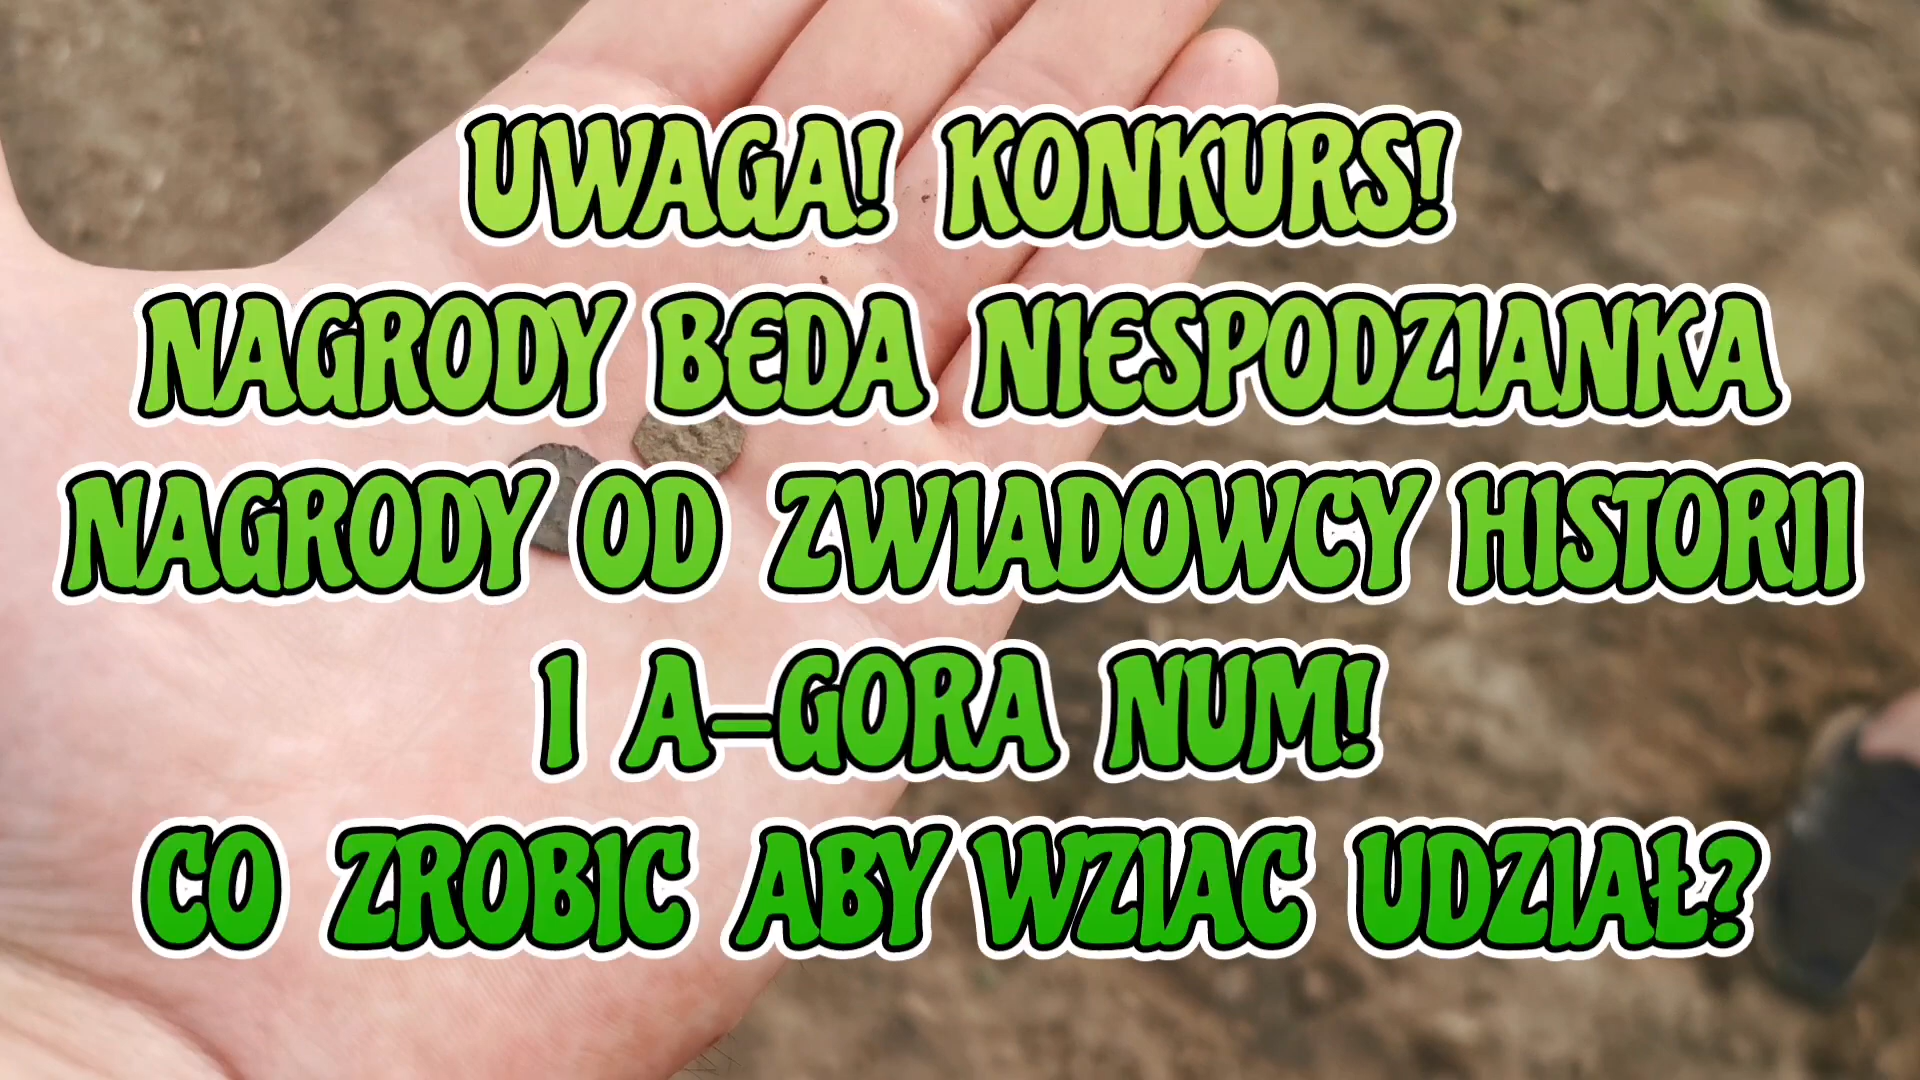 UWAGA! KONKURS!
NAGRODY BEDA NIESPODZIANKA
NAGRODY OD ZWIADOWCY HISTORII
I A-GORA NUM!
CO ZROBIC ABY WZIAC UDZIAŁ?